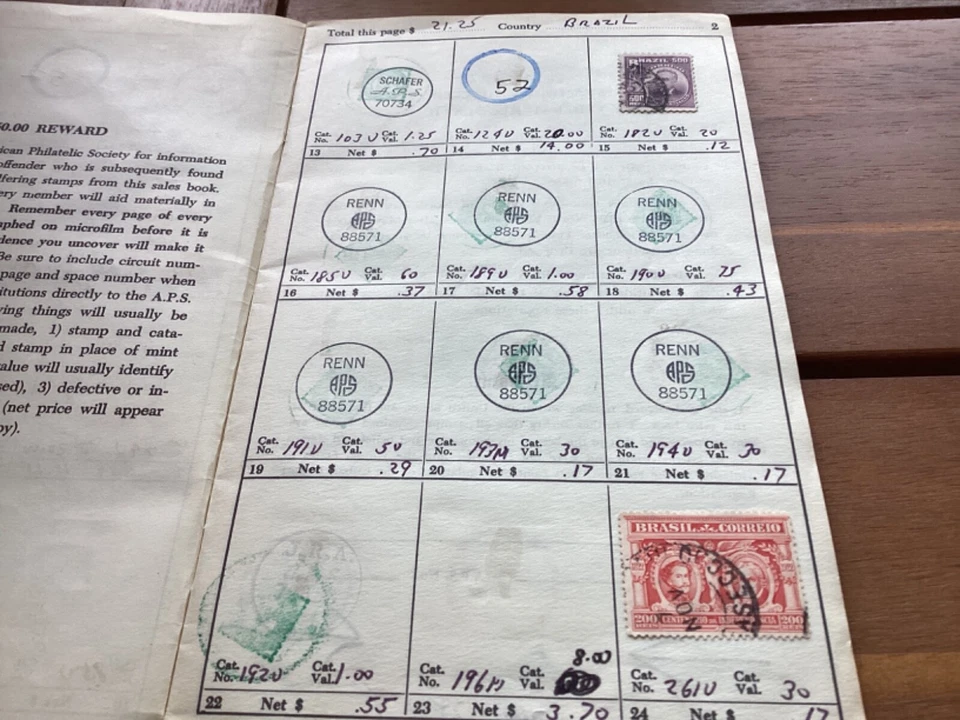 0.00 REWARD
ican Philatelic Society for information
offender who is subsequently found
ffering stamps from this sales book.
ery member will aid materially in
Remember every page of every
aphed on microfilm before it is
dence you uncover will make it
Be sure to include circuit num-
page and space number when
titutions directly to the A.P.S.
ving things will usually be
made, 1) stamp and cata-
d stamp in place of mint
alue will usually identify
sed), 3) defective or in-
(net price will appear
by).
Total this page $ 21.25 Country BRAZIL 2
SCHAFER
A.P.S.
70734
52
BRAZIL 500
Cat. No. 103 U Cat. Val. 1.25
Cat. No. 124U Cat. Val. 20.00
Cat. No. 182U Cat. Val. 20
13 Net $ .70
14 Net $ 14.00
15 Net $ .12
RENN
APS
88571
RENN
APS
88571
RENN
APS
88571
Cat. No. 185U Cat. Val. 60
Cat. No. 189U Cat. Val. 1.00
Cat. No. 190U Cat. Val. 75
16 Net $ .37
17 Net $ .58
18 Net $ .43
RENN
APS
88571
RENN
APS
88571
RENN
APS
88571
Cat. No. 191U Cat. Val. 50
Cat. No. 193M Cat. Val. 30
Cat. No. 194U Cat. Val. 30
19 Net $ .29
20 Net $ .17
21 Net $ .17
BRASIL CORREIO
200 CENTENARIO DA INDEPENDENCIA 200
NOV
Cat. No. 192U Cat. Val. 1.00
8.00
Cat. No. 196M Cat. Val.
Cat. No. 261U Cat. Val. 30
22 Net $ .55
23 Net $ 3.70
24 Net $ 17